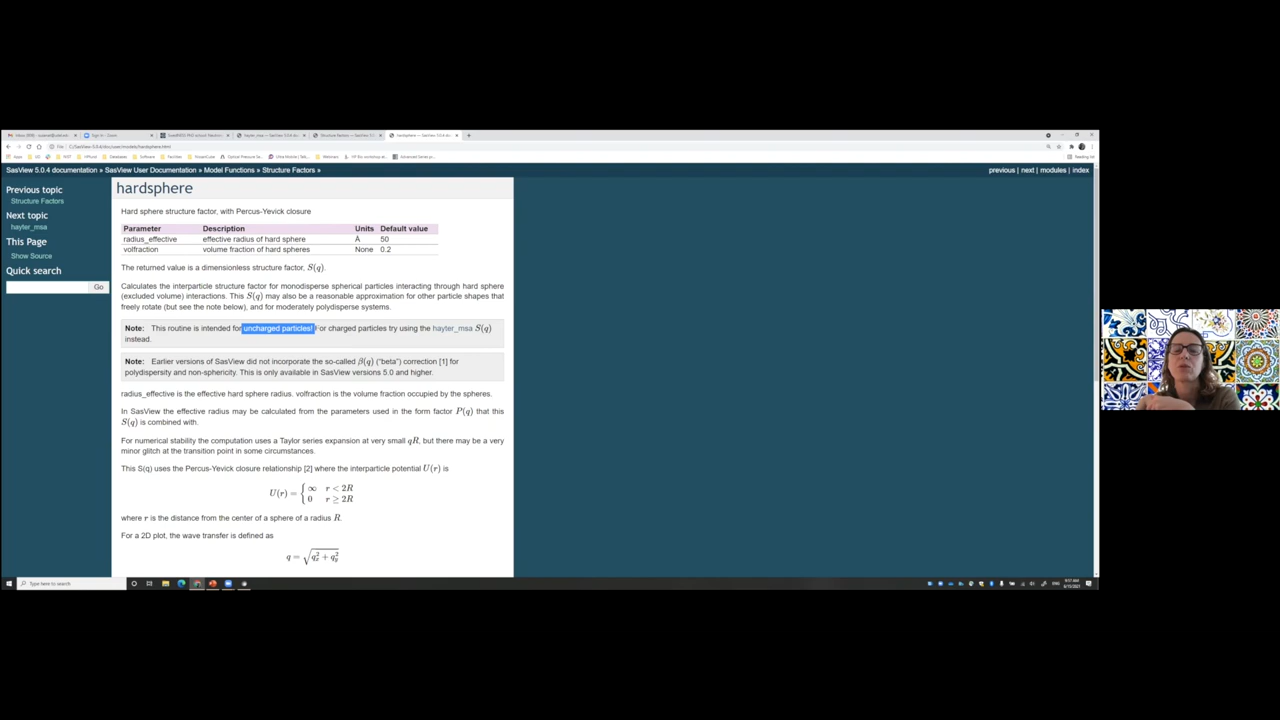 hardsphere — SasView 5.0.4 do...
SasView 5.0.4 documentation » SasView User Documentation » Model Functions » Structure Factors »
previous | next | modules | index
Previous topic
Structure Factors
Next topic
hayler_msa
This Page
Show Source
Quick search
Go
hardsphere
Hard sphere structure factor, with Percus-Yevick closure
Parameter Description Units Default value
radius_effective effective radius of hard sphere Å 50
volfraction volume fraction of hard spheres None 0.2
The returned value is a dimensionless structure factor, S(q).
Calculates the interparticle structure factor for monodisperse spherical particles interacting through hard sphere
(excluded volume) interactions. This S(q) may also be a reasonable approximation for other particle shapes that
freely rotate (but see the note below), and for moderately polydisperse systems.
Note: This routine is intended for uncharged particles! For charged particles try using the hayter_msa S(q)
instead.
Note: Earlier versions of SasView did not incorporate the so-called β(q) ("beta") correction [1] for
polydispersity and non-sphericity. This is only available in SasView versions 5.0 and higher.
radius_effective is the effective hard sphere radius. volfraction is the volume fraction occupied by the spheres.
In SasView the effective radius may be calculated from the parameters used in the form factor P(q) that this
S(q) is combined with.
For numerical stability the computation uses a Taylor series expansion at very small qR, but there may be a very
minor glitch at the transition point in some circumstances.
This S(q) uses the Percus-Yevick closure relationship [2] where the interparticle potential U(r) is
U(r) = { ∞ r < 2R
0 r ≥ 2R
where r is the distance from the center of a sphere of a radius R.
For a 2D plot, the wave transfer is defined as
q = √(qx² + qy²)
Type here to search